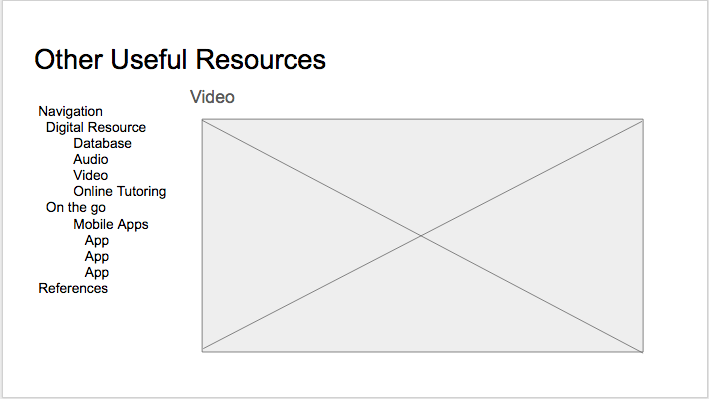 Other Useful Resources
Video
Navigation
Digital Resource
Database
Audio
Video
Online Tutoring
On the go
Mobile Apps
App
App
App
References